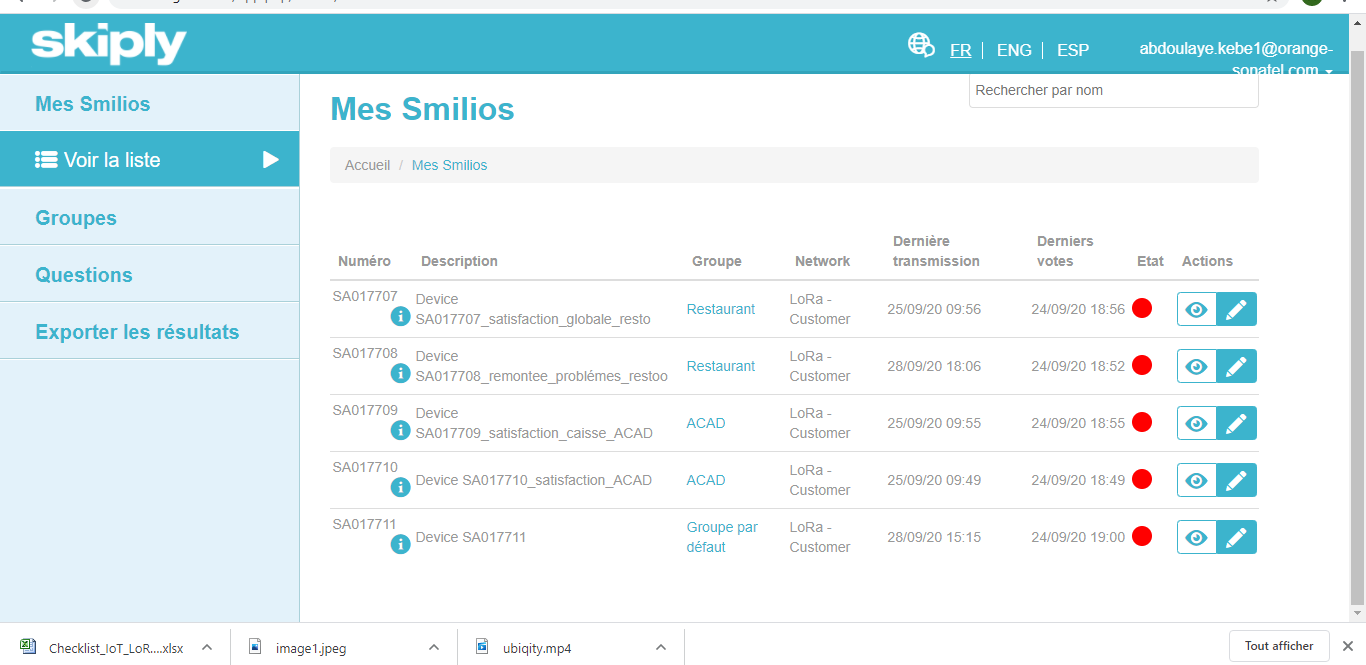 skiply
FR | ENG | ESP
abdoulaye.kebe1@orange-
sonatel.com
Mes Smilios
Voir la liste
Groupes
Questions
Exporter les résultats
Mes Smilios
Rechercher par nom
Accueil / Mes Smilios
Numéro Description Groupe Network Dernière transmission Derniers votes Etat Actions
SA017707 Device LoRa -
SA017707_satisfaction_globale_resto Restaurant Customer 25/09/20 09:56 24/09/20 18:56
SA017708 Device LoRa -
SA017708_remontee_problémes_restoo Restaurant Customer 28/09/20 18:06 24/09/20 18:52
SA017709 Device LoRa -
SA017709_satisfaction_caisse_ACAD ACAD Customer 25/09/20 09:55 24/09/20 18:55
SA017710 LoRa -
Device SA017710_satisfaction_ACAD ACAD Customer 25/09/20 09:49 24/09/20 18:49
SA017711 Groupe par LoRa -
Device SA017711 défaut Customer 28/09/20 15:15 24/09/20 19:00
Checklist_IoT_LoR....xlsx
image1.jpeg
ubiqity.mp4
Tout afficher